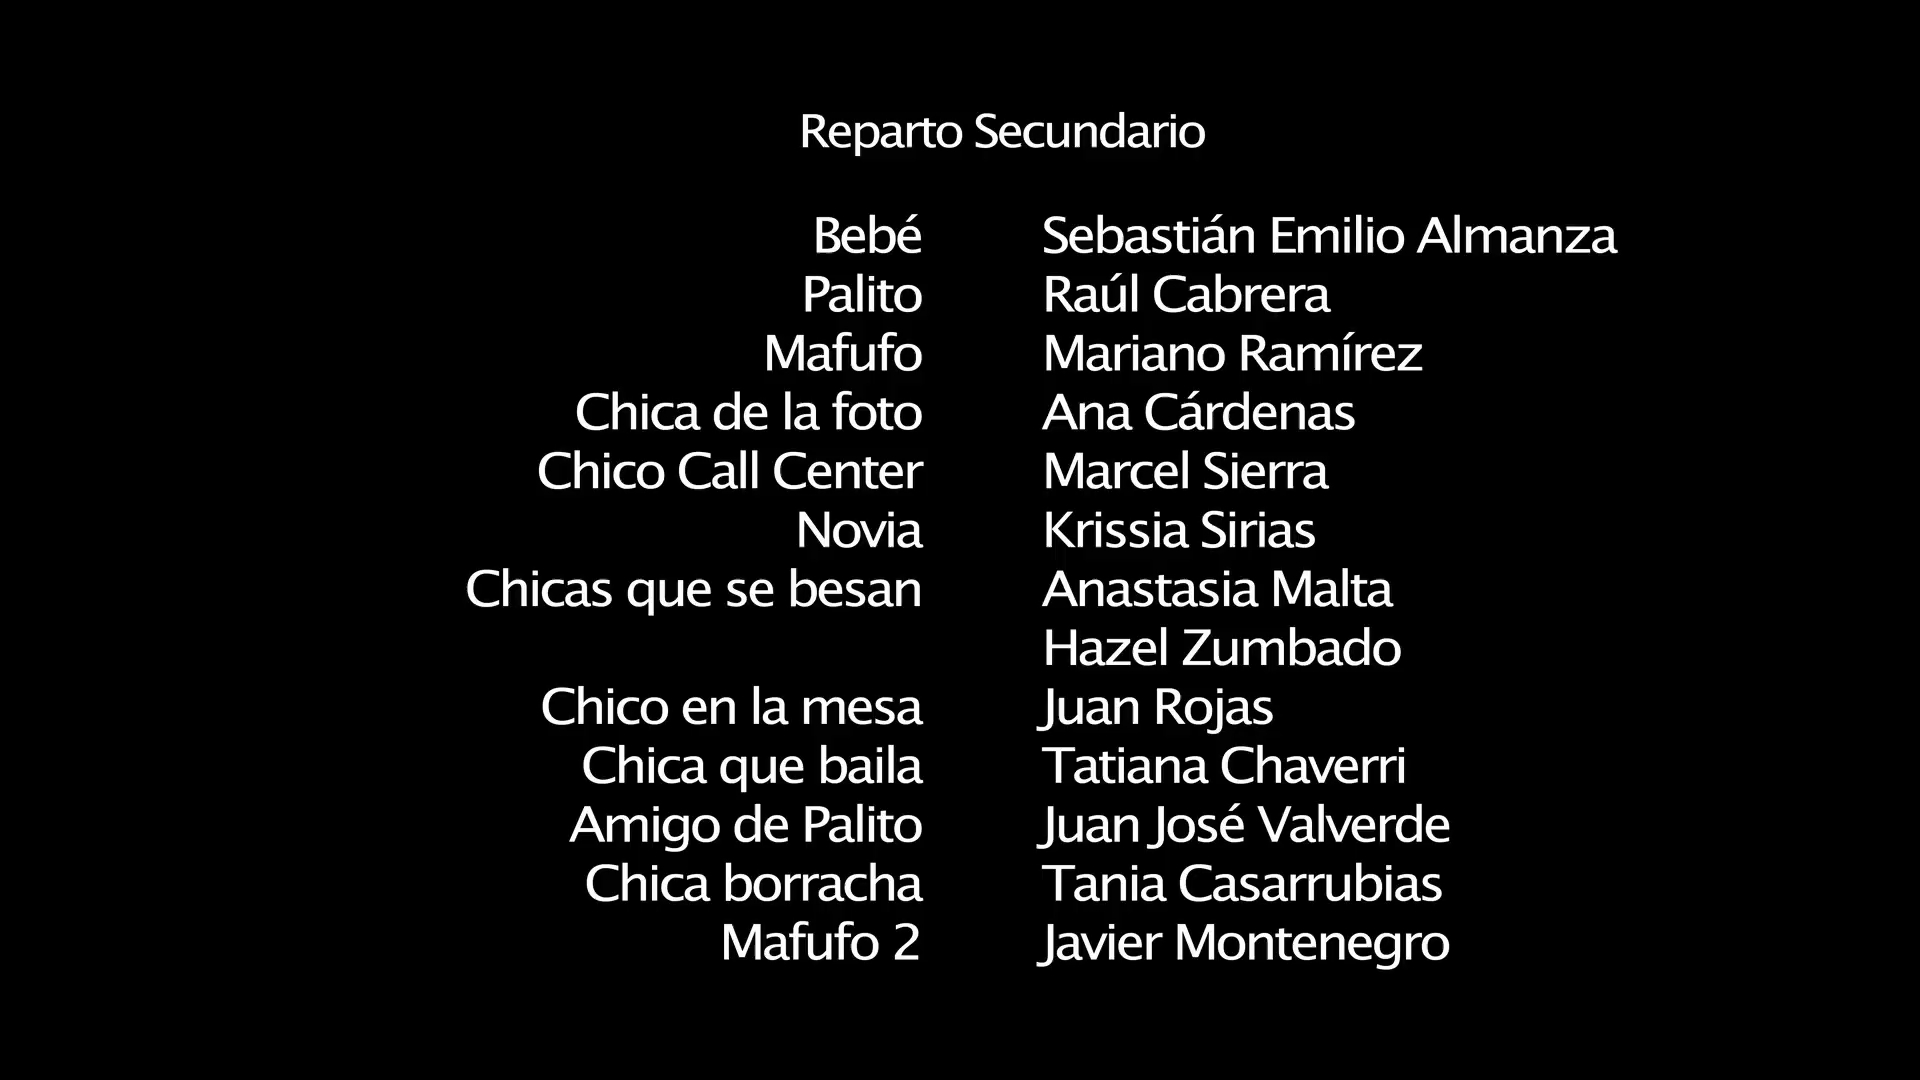 Reparto Secundario
Bebé Sebastián Emilio Almanza
Palito Raúl Cabrera
Mafufo Mariano Ramírez
Chica de la foto Ana Cárdenas
Chico Call Center Marcel Sierra
Novia Krissia Sirias
Chicas que se besan Anastasia Malta
Hazel Zumbado
Chico en la mesa Juan Rojas
Chica que baila Tatiana Chaverri
Amigo de Palito Juan José Valverde
Chica borracha Tania Casarrubias
Mafufo 2 Javier Montenegro